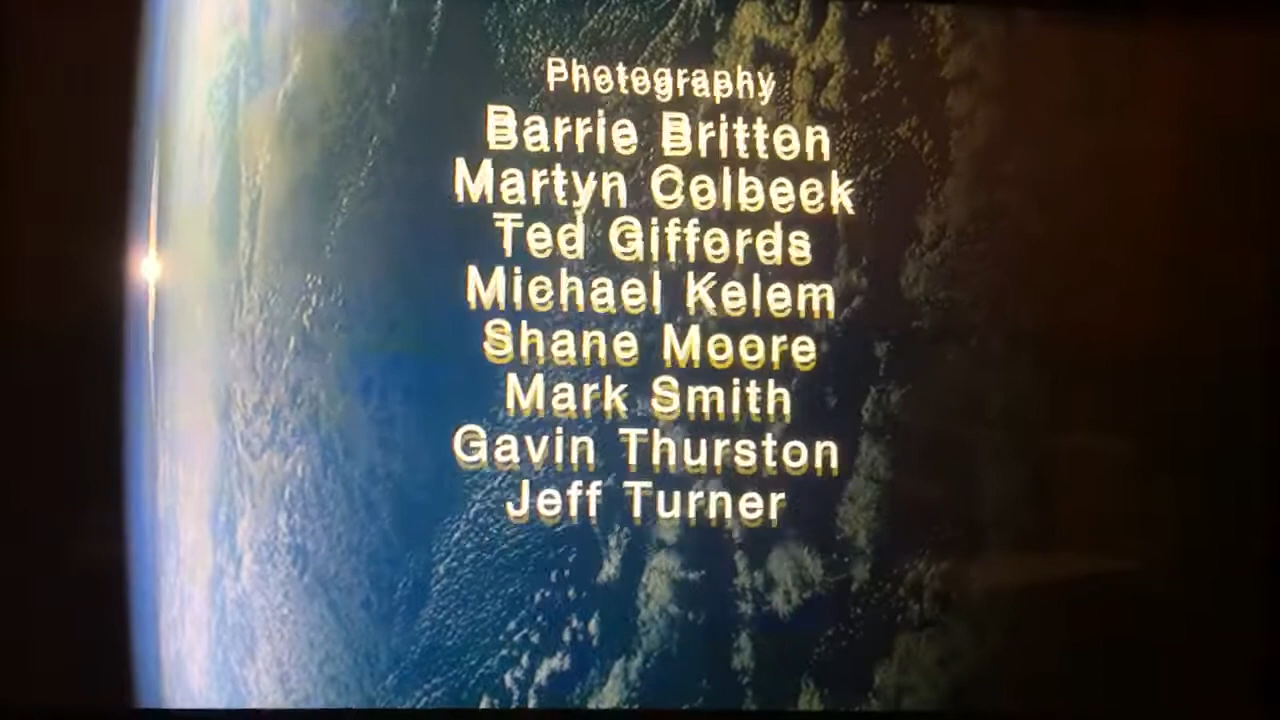 Photography
Barrie Britton
Martyn Colbeck
Ted Giffords
Michael Kelem
Shane Moore
Mark Smith
Gavin Thurston
Jeff Turner